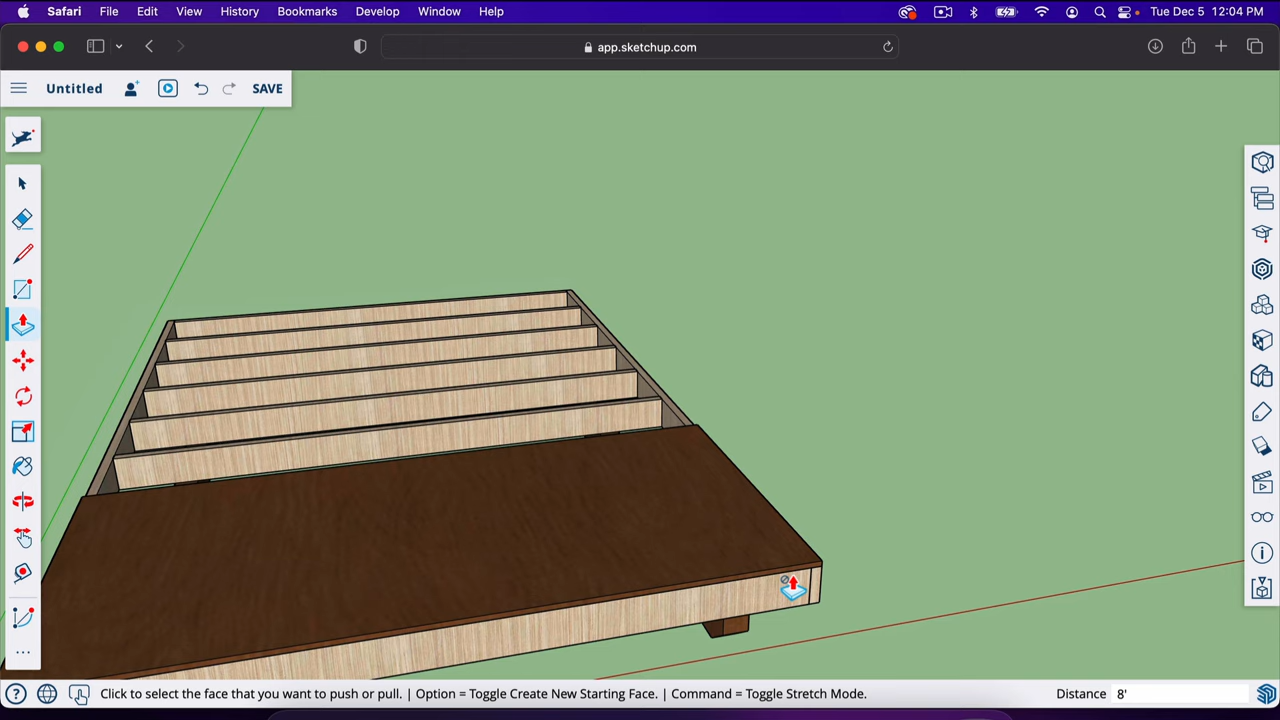 Safari File Edit View History Bookmarks Develop Window Help Tue Dec 5 12:04 PM
app.sketchup.com
Untitled SAVE
Click to select the face that you want to push or pull. | Option = Toggle Create New Starting Face. | Command = Toggle Stretch Mode. Distance 8'